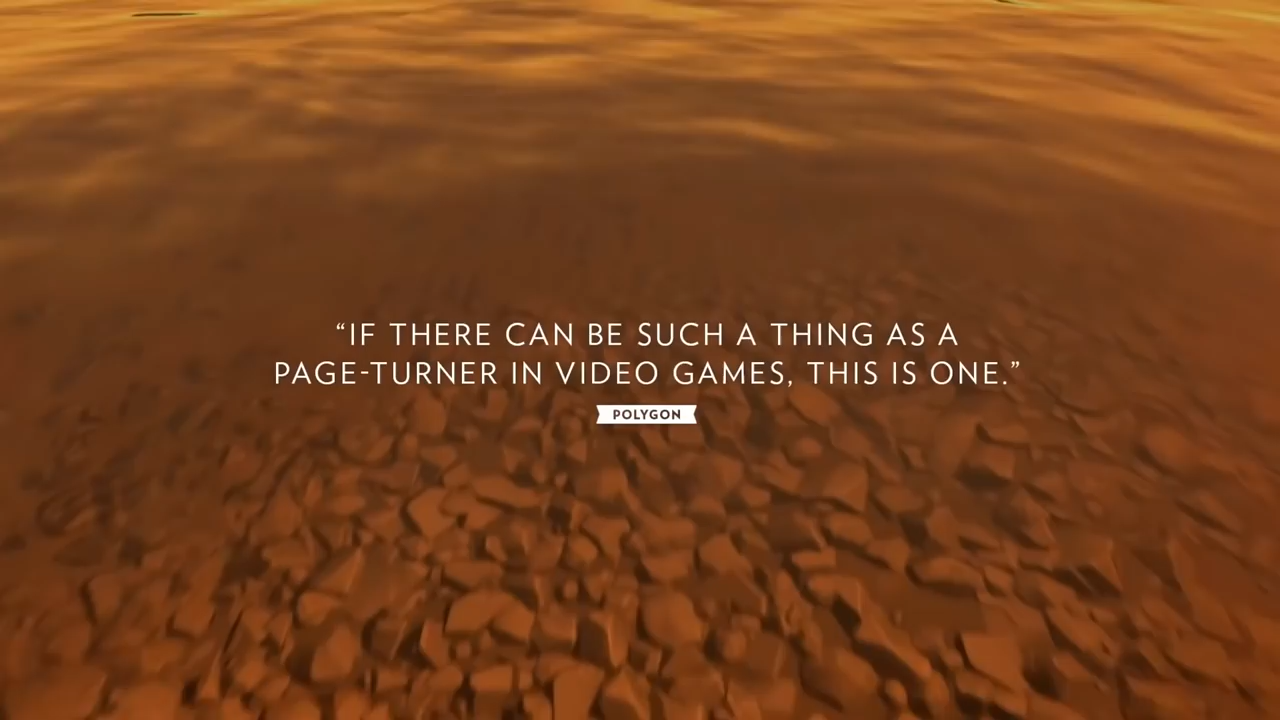 “IF THERE CAN BE SUCH A THING AS A
PAGE-TURNER IN VIDEO GAMES, THIS IS ONE.”
POLYGON